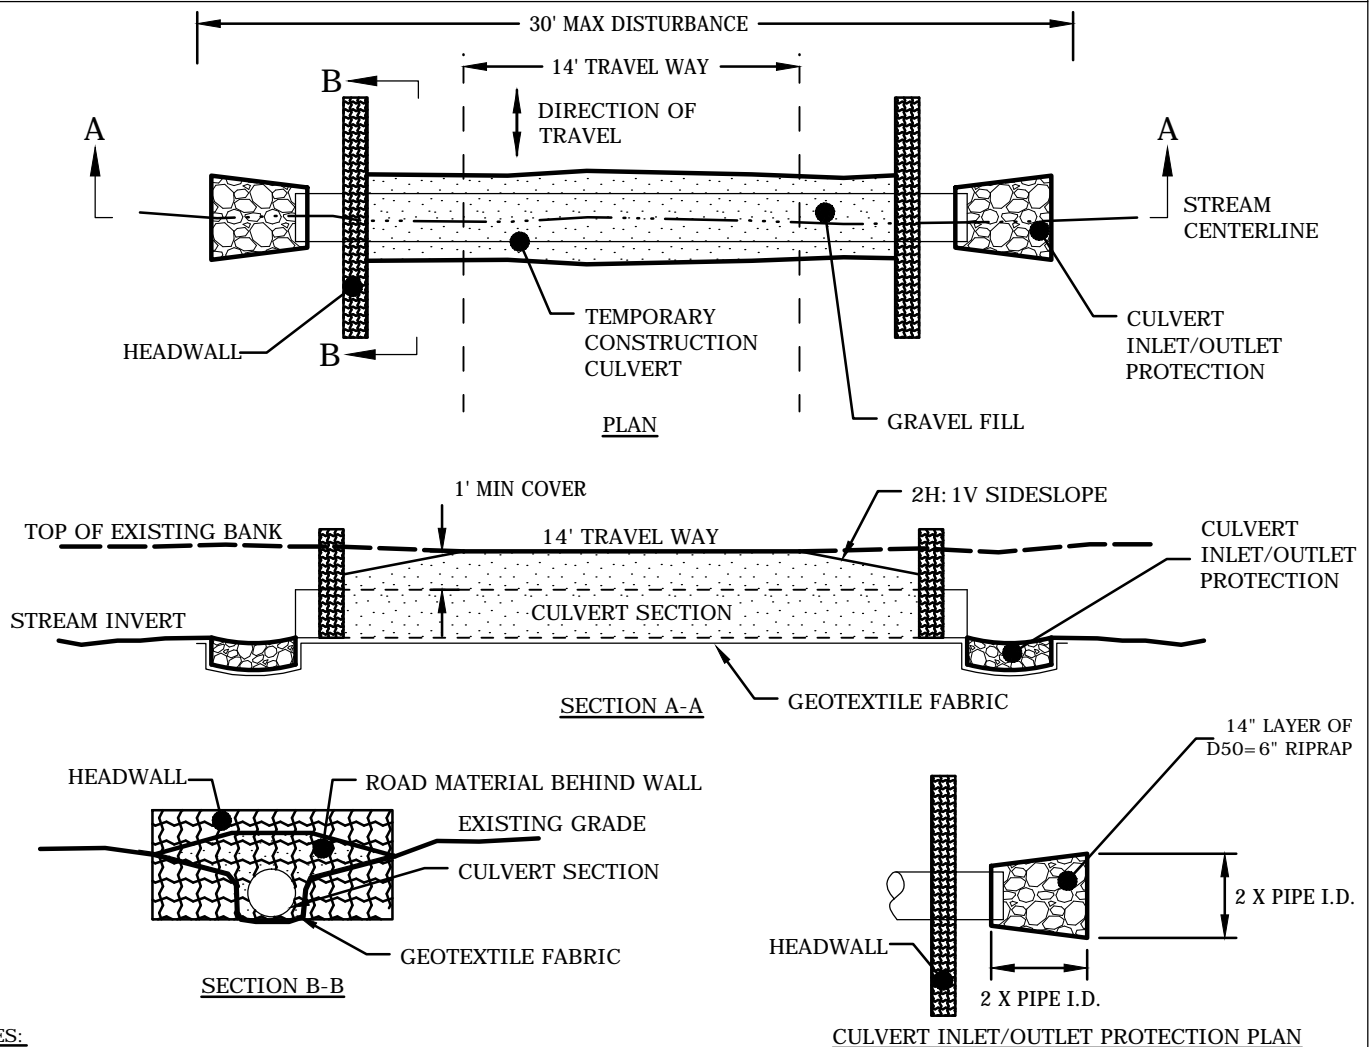 30' MAX DISTURBANCE
14' TRAVEL WAY
B
DIRECTION OF
TRAVEL
A
A
STREAM
CENTERLINE
TEMPORARY
CONSTRUCTION
CULVERT
CULVERT
INLET/OUTLET
PROTECTION
HEADWALL
B
GRAVEL FILL
PLAN
1' MIN COVER
2H:1V SIDESLOPE
TOP OF EXISTING BANK
14' TRAVEL WAY
CULVERT
INLET/OUTLET
PROTECTION
STREAM INVERT
CULVERT SECTION
GEOTEXTILE FABRIC
SECTION A-A
14" LAYER OF
D50=6" RIPRAP
HEADWALL
ROAD MATERIAL BEHIND WALL
EXISTING GRADE
CULVERT SECTION
GEOTEXTILE FABRIC
SECTION B-B
2 X PIPE I.D.
HEADWALL
2 X PIPE I.D.
CULVERT INLET/OUTLET PROTECTION PLAN
ES: